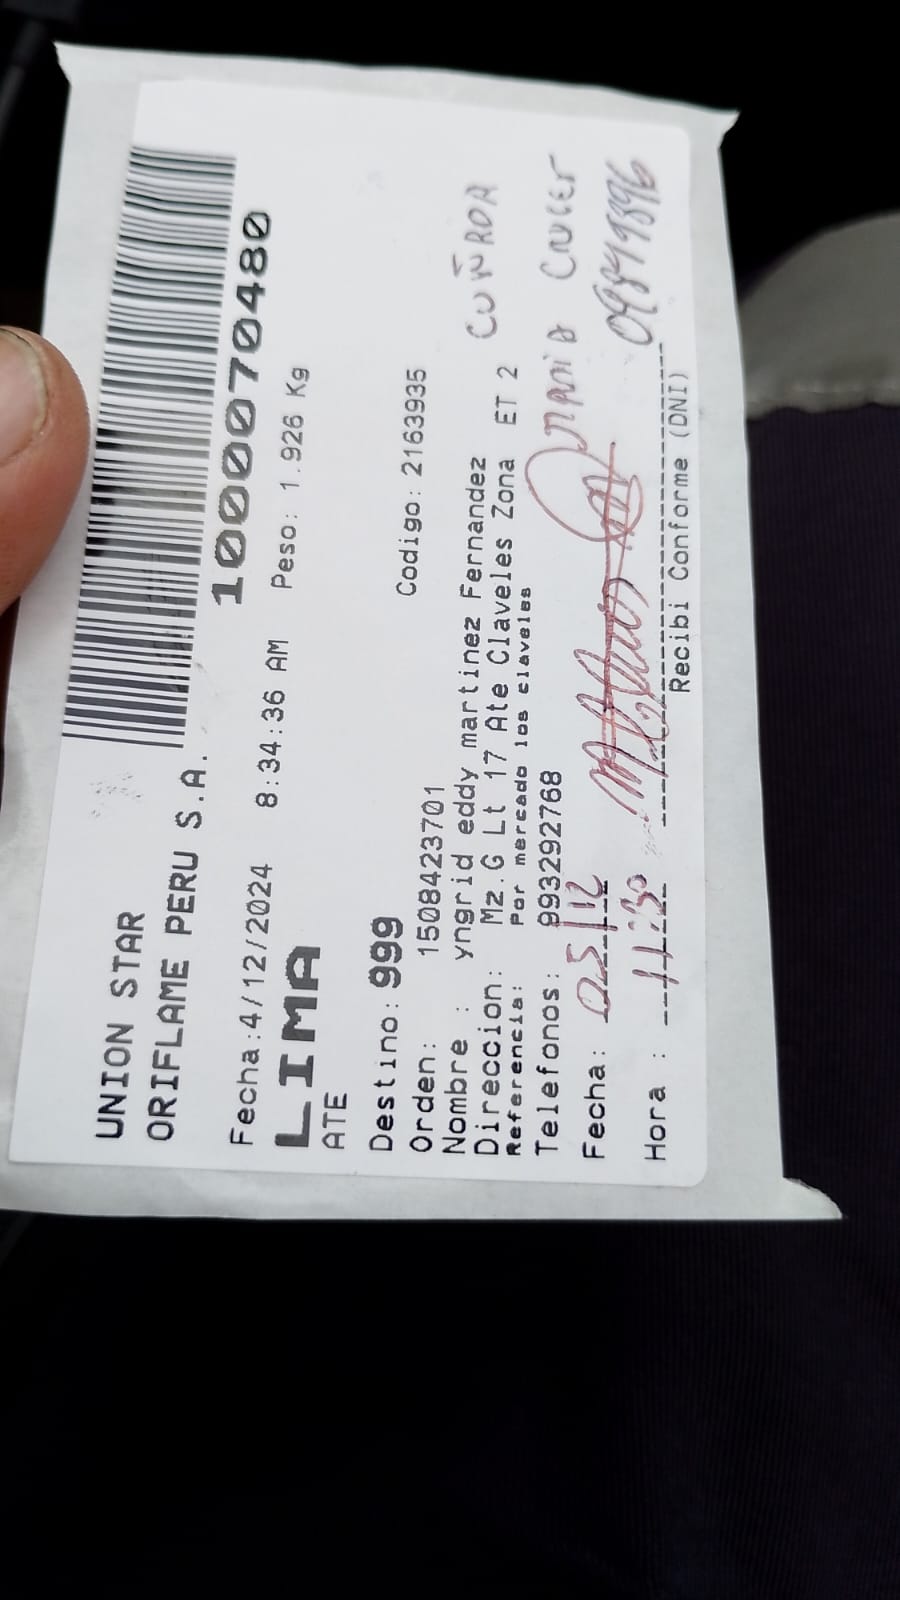 UNION STAR
ORIFLAME PERU S.A.
10007070480
Fecha:4/12/2024 8:34:36 AM Peso: 1.926 Kg
LIMA
ATE
Destino: 999
Codigo: 2163935
Orden: 1508423701
Nombre : yngrid eddy martinez Fernandez
CUÑADA
Direccion: Mz.G Lt 17 Ate Claveles Zona ET 2
Referencia: Por mercado los claveles
Telefonos: 993292768
Fecha: 05/12
Hora : 11:30
Recibi Conforme (DNI)